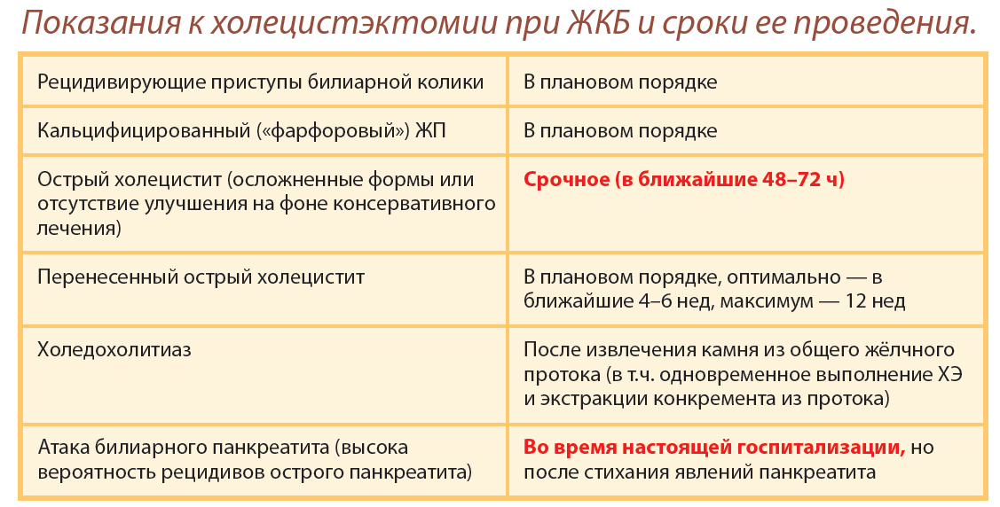 Показания к холецистэктомии при ЖКБ и сроки ее проведения.
Рецидивирующие приступы билиарной колики
В плановом порядке
Кальцифицированный («фарфоровый») ЖП
В плановом порядке
Острый холецистит (осложненные формы или
отсутствие улучшения на фоне консервативного
лечения)
Срочное (в ближайшие 48–72 ч)
Перенесенный острый холецистит
В плановом порядке, оптимально — в
ближайшие 4–6 нед, максимум — 12 нед
Холедохолитиаз
После извлечения камня из общего жёлчного
протока (в т.ч. одновременное выполнение ХЭ
и экстракции конкремента из протока)
Атака билиарного панкреатита (высока
вероятность рецидивов острого панкреатита)
Во время настоящей госпитализации, но
после стихания явлений панкреатита